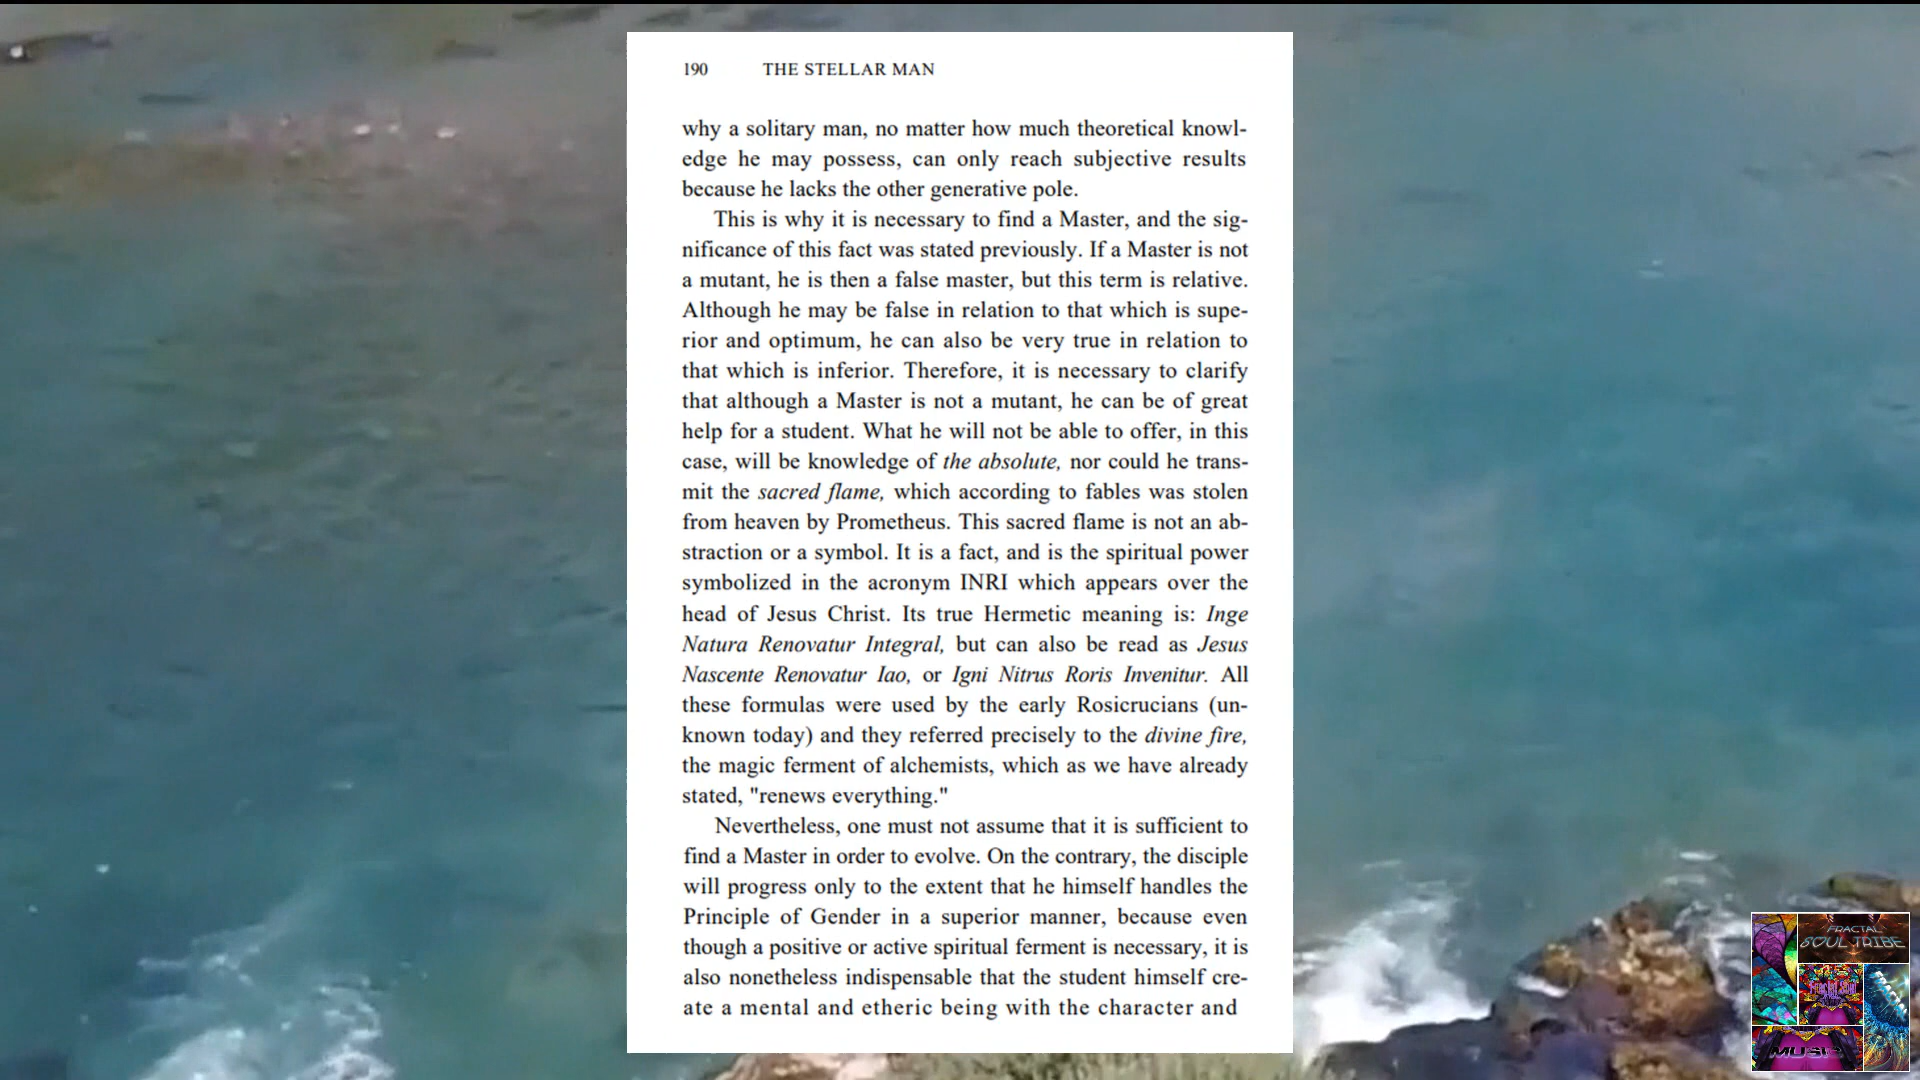 190 THE STELLAR MAN
why a solitary man, no matter how much theoretical knowl-
edge he may possess, can only reach subjective results
because he lacks the other generative pole.
This is why it is necessary to find a Master, and the sig-
nificance of this fact was stated previously. If a Master is not
a mutant, he is then a false master, but this term is relative.
Although he may be false in relation to that which is supe-
rior and optimum, he can also be very true in relation to
that which is inferior. Therefore, it is necessary to clarify
that although a Master is not a mutant, he can be of great
help for a student. What he will not be able to offer, in this
case, will be knowledge of the absolute, nor could he trans-
mit the sacred flame, which according to fables was stolen
from heaven by Prometheus. This sacred flame is not an ab-
straction or a symbol. It is a fact, and is the spiritual power
symbolized in the acronym INRI which appears over the
head of Jesus Christ. Its true Hermetic meaning is: Inge
Natura Renovatur Integral, but can also be read as Jesus
Nascente Renovatur Iao, or Igni Nitrus Roris Invenitur. All
these formulas were used by the early Rosicrucians (un-
known today) and they referred precisely to the divine fire,
the magic ferment of alchemists, which as we have already
stated, "renews everything."
Nevertheless, one must not assume that it is sufficient to
find a Master in order to evolve. On the contrary, the disciple
will progress only to the extent that he himself handles the
Principle of Gender in a superior manner, because even
though a positive or active spiritual ferment is necessary, it is
also nonetheless indispensable that the student himself cre-
ate a mental and etheric being with the character and
FRACTAL
SOUL TRIBE
Fractal Soul
MUSIC